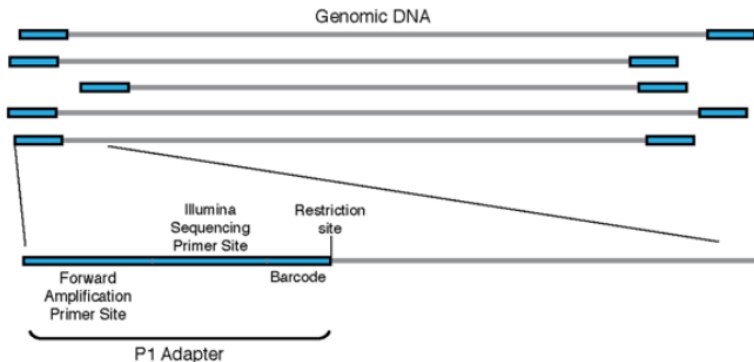 Genomic DNA
Illumina
Sequencing
Primer Site
Restriction
site
Forward
Amplification
Primer Site
Barcode
P1 Adapter